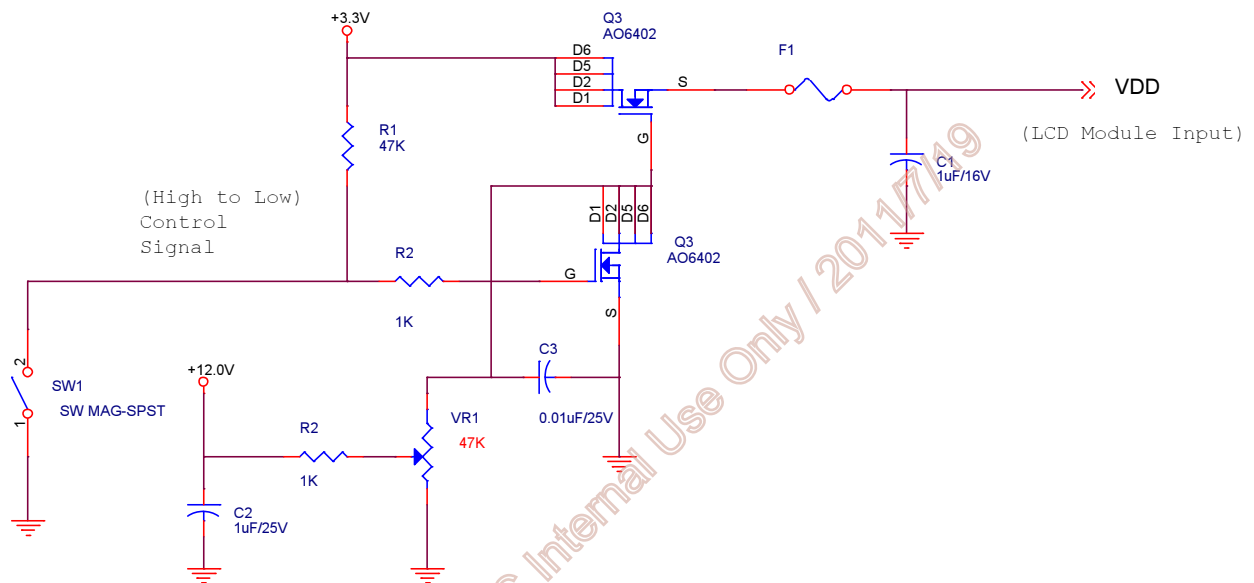 +3.3V
Q3
AO6402
D6
D5
D2
D1
S
G
F1
VDD
(LCD Module Input)
R1
47K
C1
1uF/16V
(High to Low)
Control
Signal
D1
D2
D5
D6
Q3
AO6402
R2
1K
G
S
2
1
SW1
SW MAG-SPST
+12.0V
C3
0.01uF/25V
VR1
47K
R2
1K
C2
1uF/25V
Internal Use Only / 2011/7/19